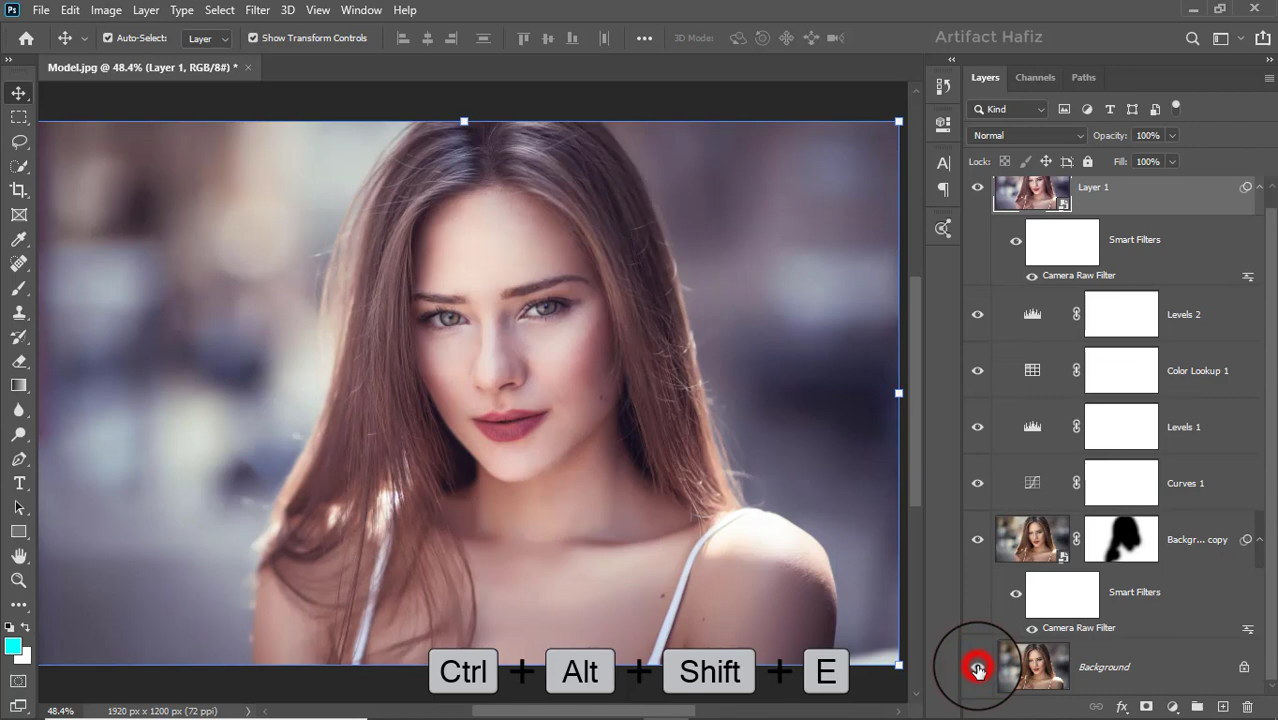 Ps File Edit Image Layer Type Select Filter 3D View Window Help
Auto-Select: Layer Show Transform Controls 3D Mode: Artifact Hafiz
Model.jpg @ 48.4% (Layer 1, RGB/8#) * ×
Layers Channels Paths
Kind
Normal Opacity: 100%
Lock: Fill: 100%
Layer 1
Smart Filters
Camera Raw Filter
Levels 2
Color Lookup 1
Levels 1
Curves 1
Backgr... copy
Smart Filters
Camera Raw Filter
Background
Ctrl + Alt + Shift + E
48.4% 1920 px x 1200 px (72 ppi)